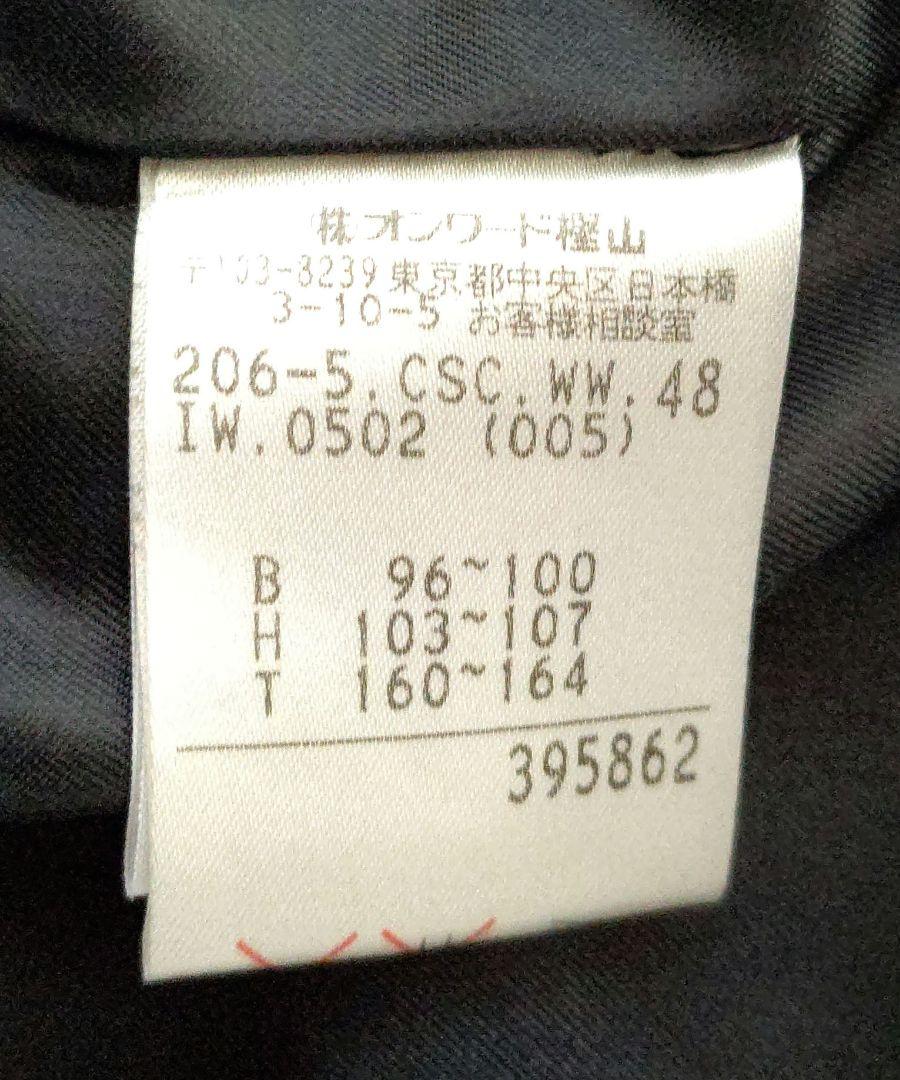 ㈱オンワード樫山
〒103-8239 東京都中央区日本橋
3-10-5 お客様相談室
206-5.CSC.WW.48
IW.0502 (005)
B 96~100
H 103~107
T 160~164
395862